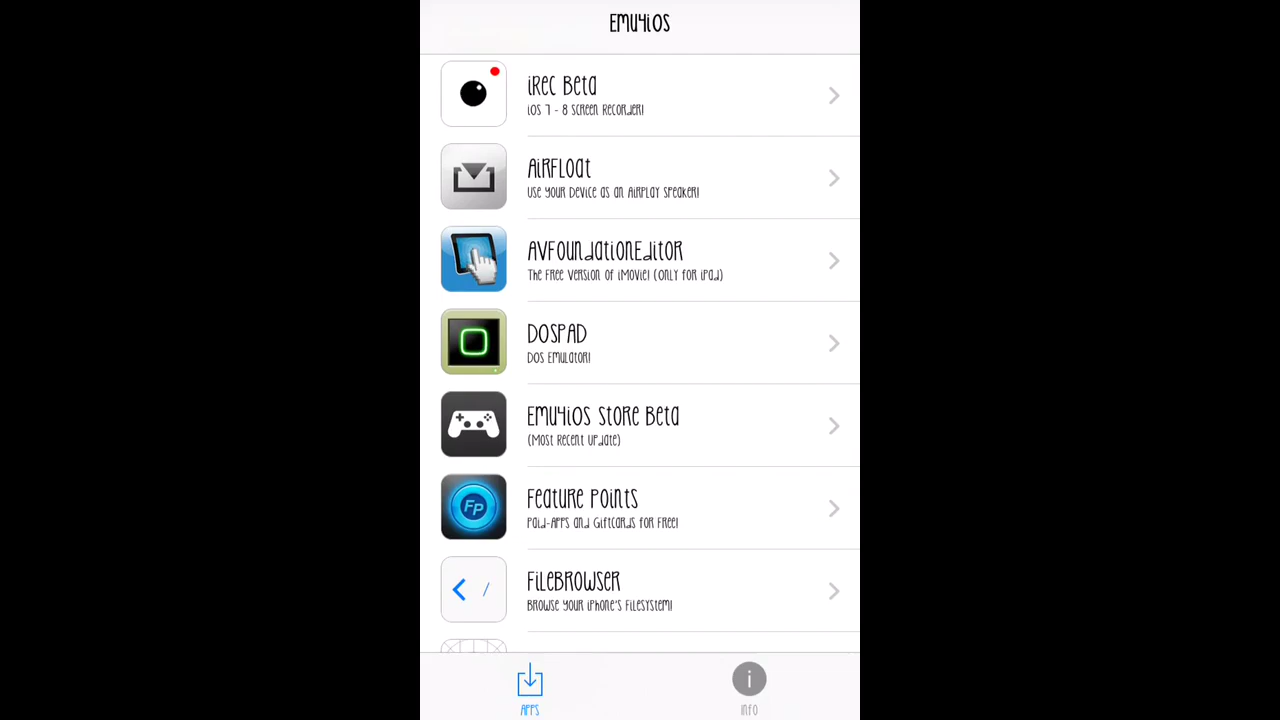 Emu4iOS
iRec Beta
iOS 7 - 8 Screen Recorder!
AirFloat
Use your device as an AirPlay speaker!
AVFoundationEditor
The free version of iMovie! (Only for iPad)
DOSPAD
DOS Emulator!
Emu4iOS Store Beta
(Most Recent Update)
Feature Points
Paid-Apps and Giftcards for Free!
FP
FileBrowser
Browse your iPhone's filesystem!
/
Apps
Info